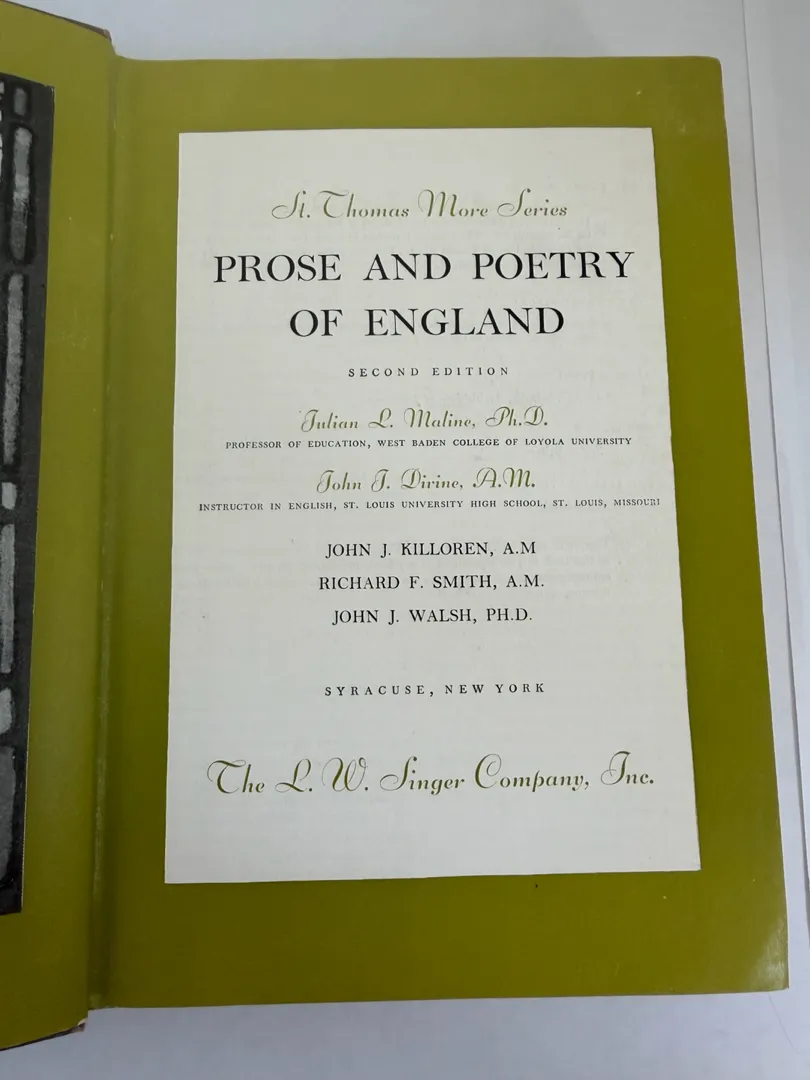 St. Thomas More Series
PROSE AND POETRY
OF ENGLAND
SECOND EDITION
Julian L. Maline, Ph.D.
PROFESSOR OF EDUCATION, WEST BADEN COLLEGE OF LOYOLA UNIVERSITY
John J. Divine, A.M.
INSTRUCTOR IN ENGLISH, ST. LOUIS UNIVERSITY HIGH SCHOOL, ST. LOUIS, MISSOURI
JOHN J. KILLOREN, A.M
RICHARD F. SMITH, A.M.
JOHN J. WALSH, PH.D.
SYRACUSE, NEW YORK
The L. W. Singer Company, Inc.